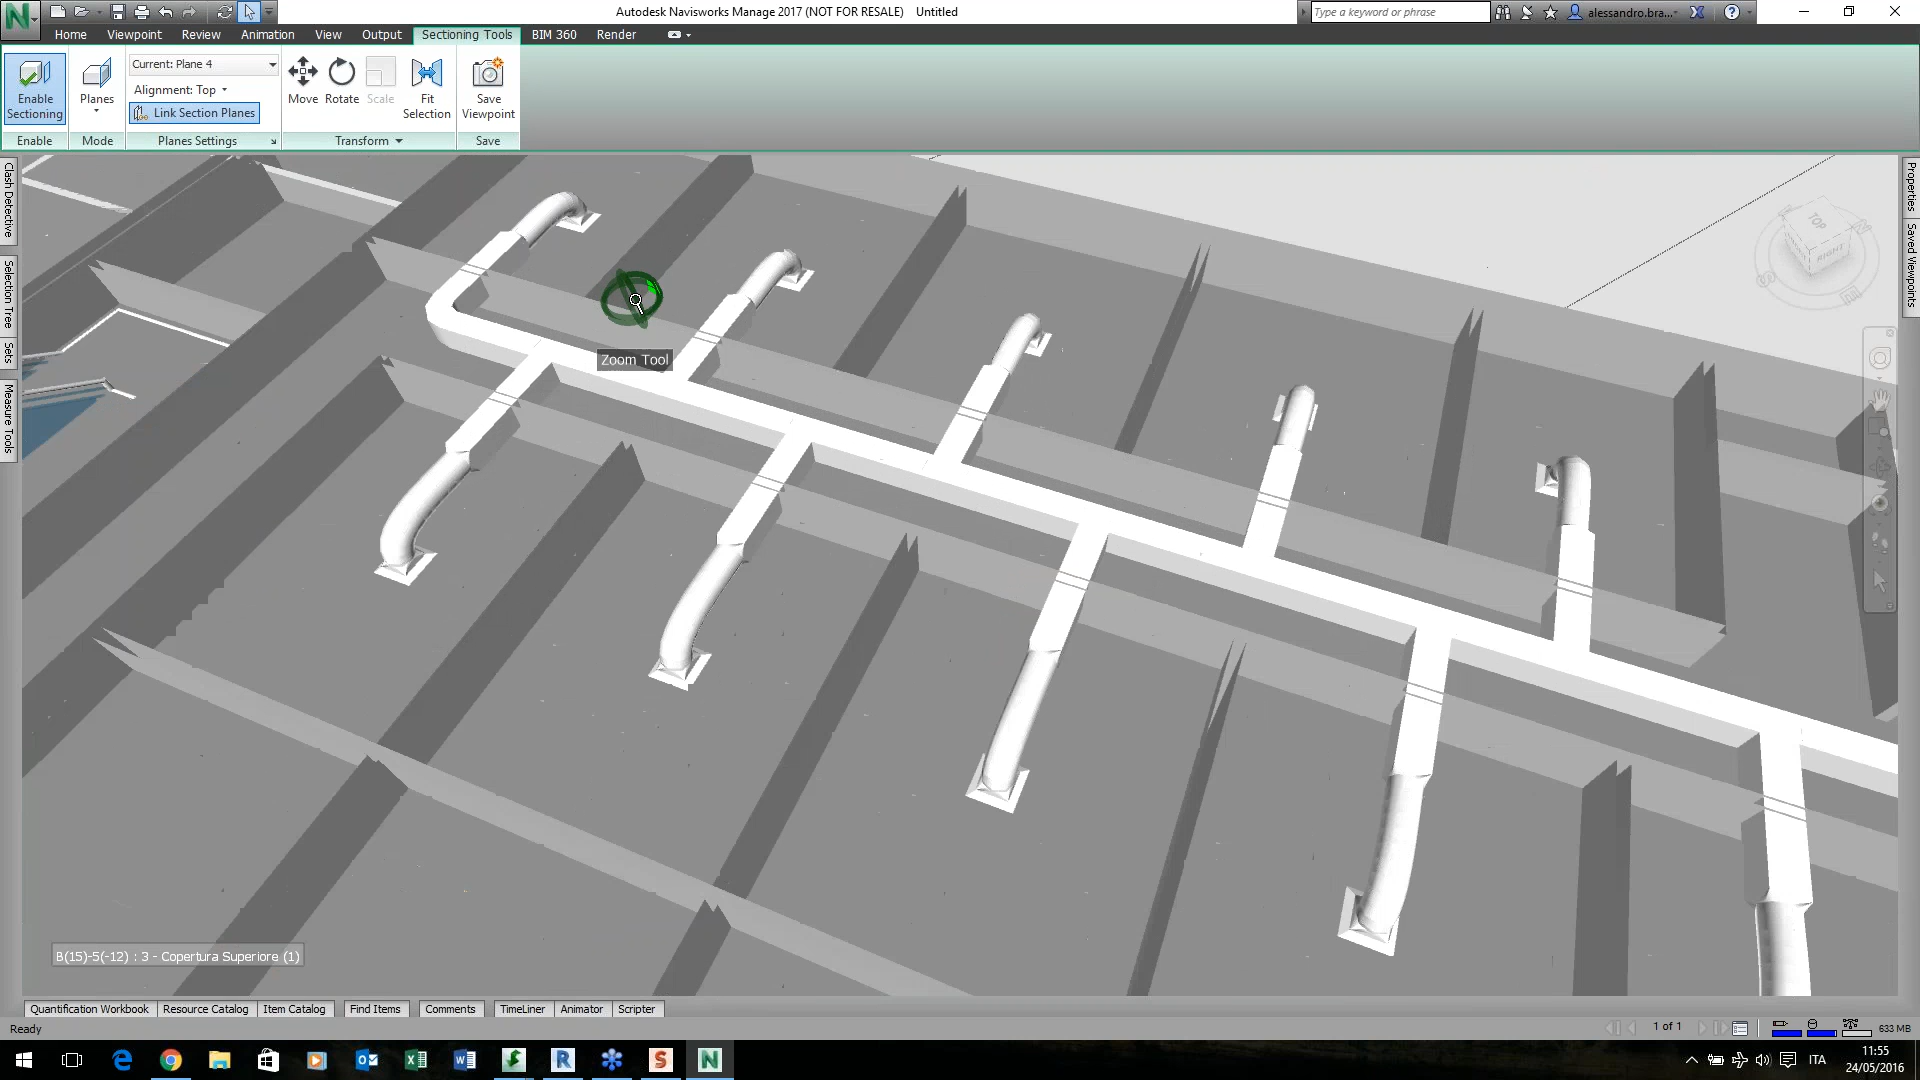 Autodesk Navisworks Manage 2017 (NOT FOR RESALE) Untitled
Type a keyword or phrase
alessandro.bra...
Home Viewpoint Review Animation View Output Sectioning Tools BIM 360 Render
Enable Sectioning
Planes
Current: Plane 4
Alignment: Top
Link Section Planes
Move Rotate Scale
Fit Selection
Save Viewpoint
Enable Mode Planes Settings Transform Save
Clash Detective
Selection Tree
Sets
Measure Tools
Properties
Saved Viewpoints
TOP
RIGHT
S
E
Zoom Tool
B(15)-5(-12) : 3 - Copertura Superiore (1)
Quantification Workbook Resource Catalog Item Catalog Find Items Comments TimeLiner Animator Scripter
Ready
1 of 1
633 MB
ITA
11:55
24/05/2016